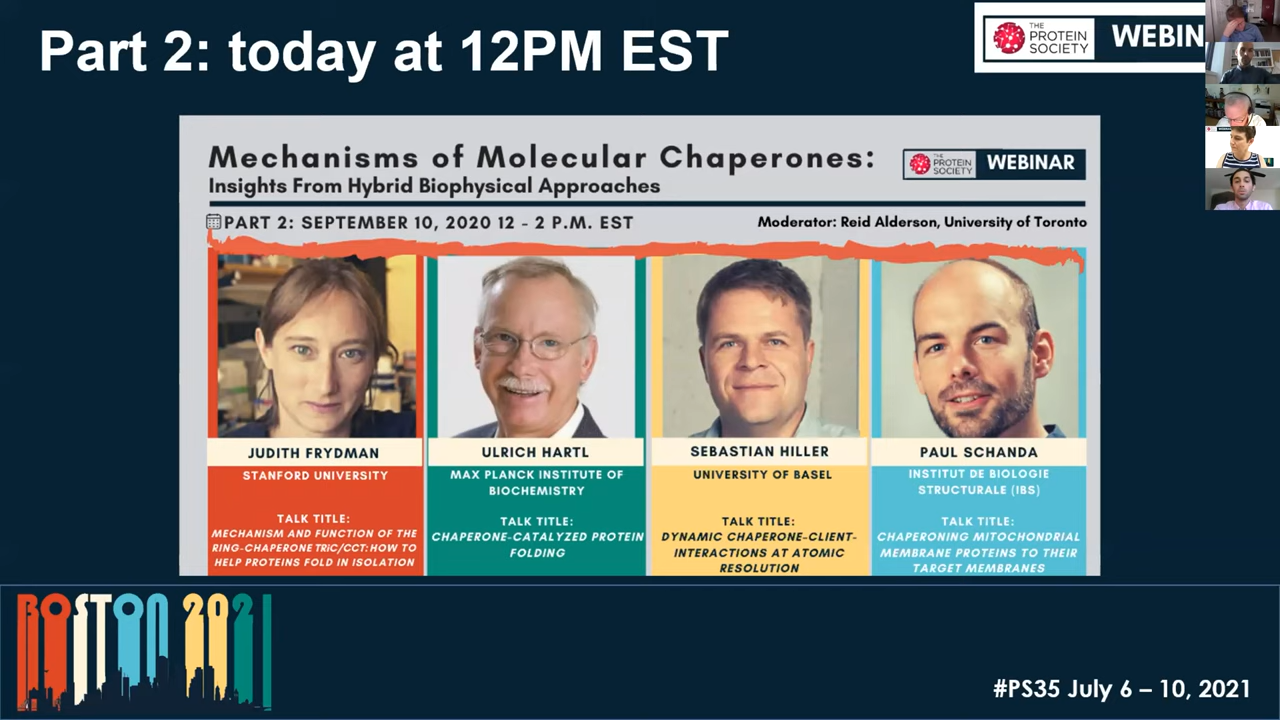 Part 2: today at 12PM EST
THE
PROTEIN
SOCIETY
WEBIN
Mechanisms of Molecular Chaperones:
Insights From Hybrid Biophysical Approaches
THE
PROTEIN
SOCIETY
WEBINAR
PART 2: SEPTEMBER 10, 2020 12 - 2 P.M. EST
Moderator: Reid Alderson, University of Toronto
JUDITH FRYDMAN
STANFORD UNIVERSITY
TALK TITLE:
MECHANISM AND FUNCTION OF THE
RING-CHAPERONE TRiC/CCT: HOW TO
HELP PROTEINS FOLD IN ISOLATION
ULRICH HARTL
MAX PLANCK INSTITUTE OF
BIOCHEMISTRY
TALK TITLE:
CHAPERONE-CATALYZED PROTEIN
FOLDING
SEBASTIAN HILLER
UNIVERSITY OF BASEL
TALK TITLE:
DYNAMIC CHAPERONE-CLIENT-
INTERACTIONS AT ATOMIC
RESOLUTION
PAUL SCHANDA
INSTITUT DE BIOLOGIE
STRUCTURALE (IBS)
TALK TITLE:
CHAPERONING MITOCHONDRIAL
MEMBRANE PROTEINS TO THEIR
TARGET MEMBRANES
BOSTON 2021
#PS35 July 6 – 10, 2021